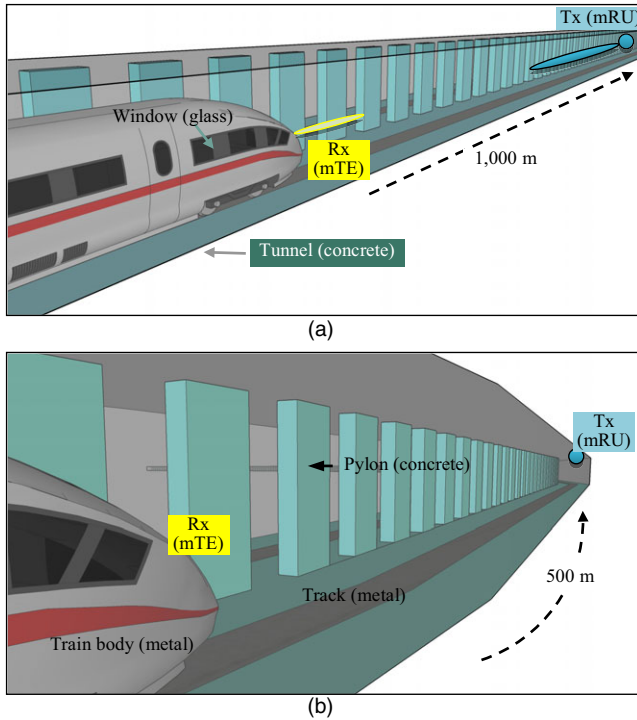 Tx
(mRU)
Window (glass)
Rx
(mTE)
1,000 m
Tunnel (concrete)
(a)
Tx
(mRU)
Pylon (concrete)
Rx
(mTE)
500 m
Track (metal)
Train body (metal)
(b)